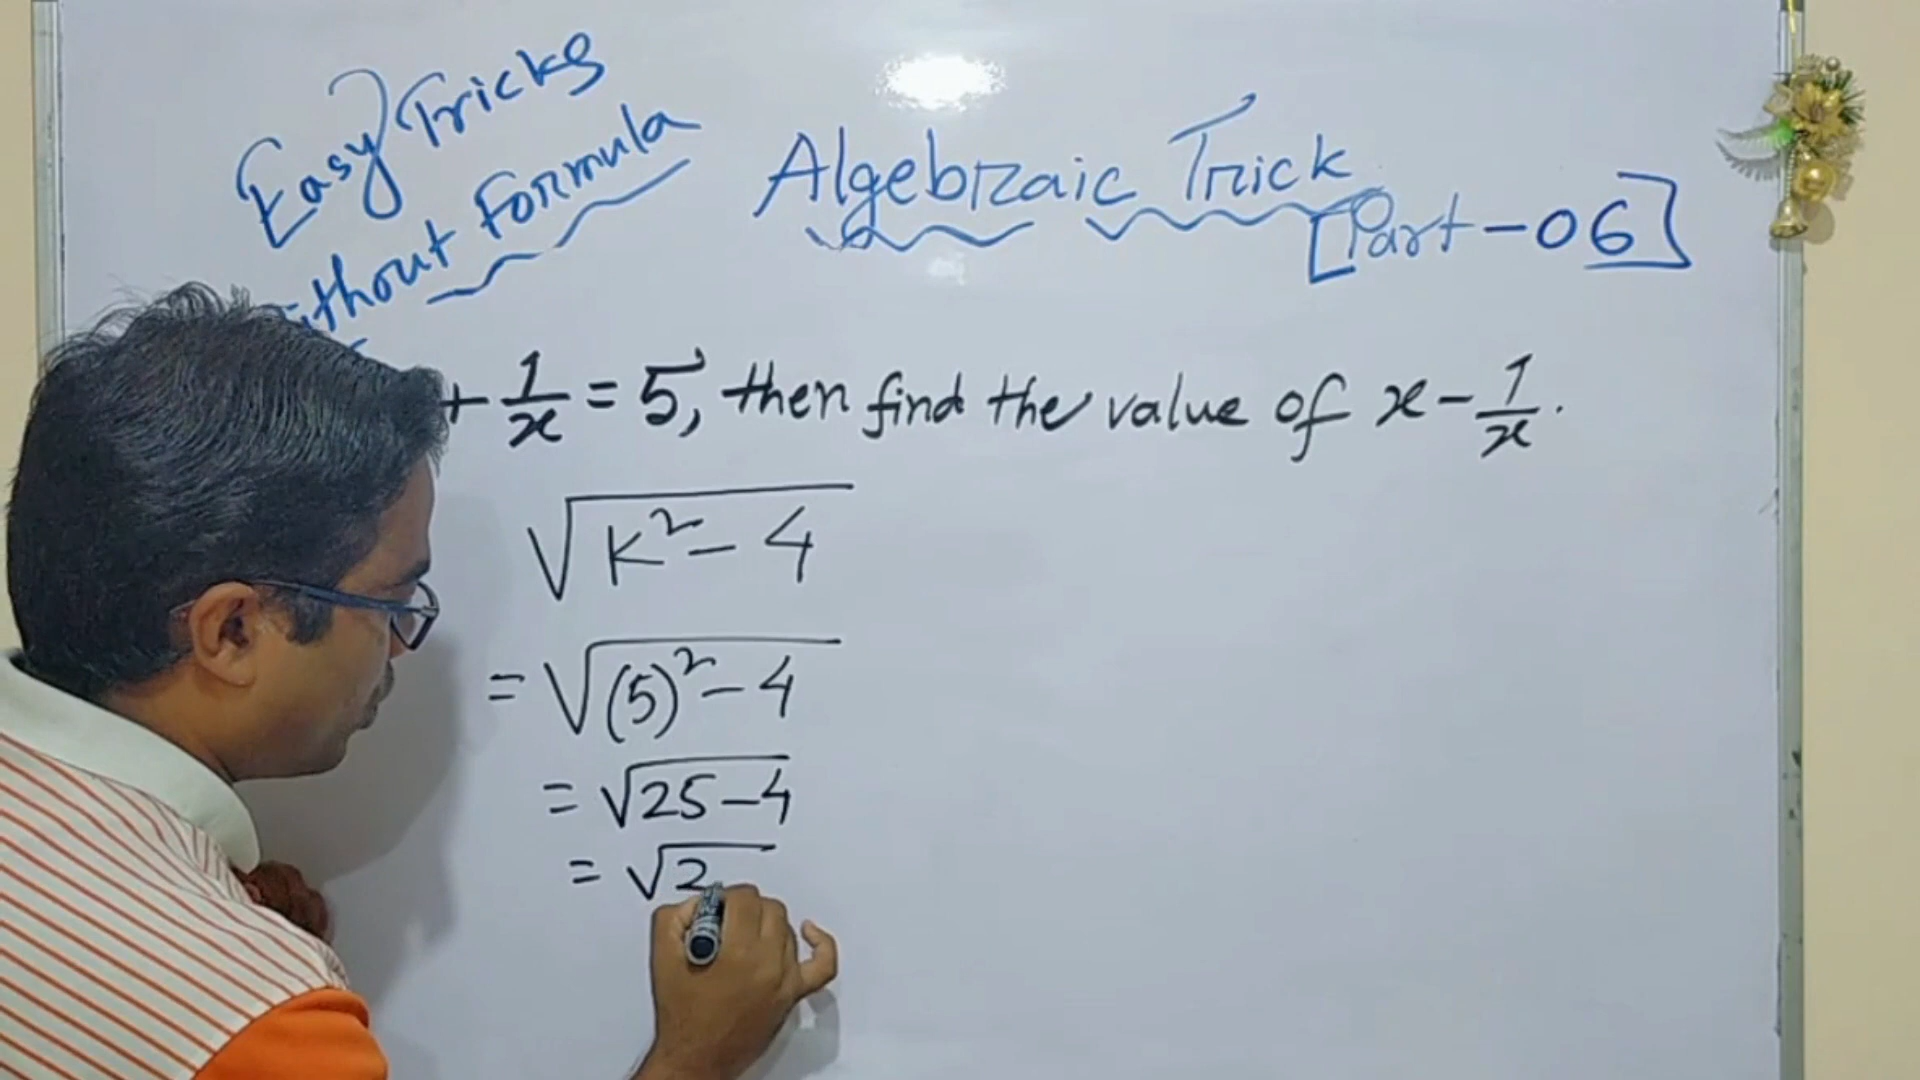 Easy Tricks
Without Formula
Algebraic Trick
[Part-06]
+ 1/x = 5, then find the value of x - 1/x.
√(K² - 4)
= √((5)² - 4)
= √(25 - 4)
= √2